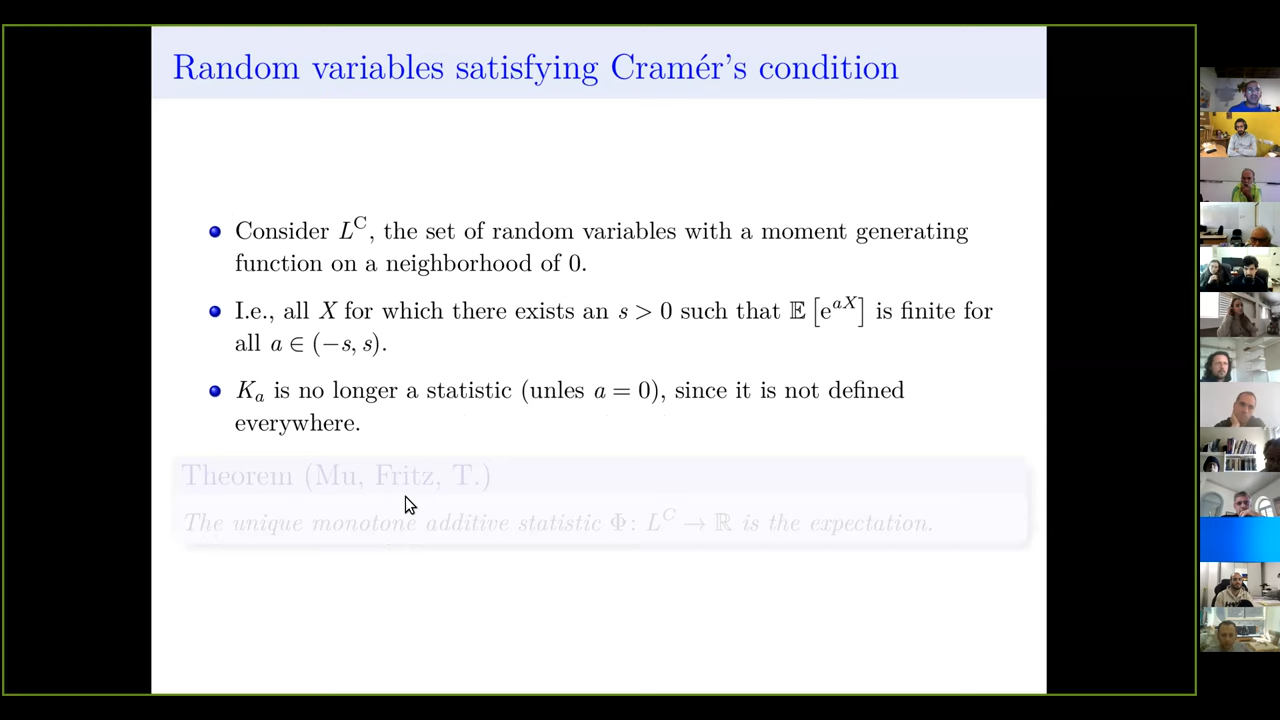 Random variables satisfying Cramér's condition
Consider L^C, the set of random variables with a moment generating
function on a neighborhood of 0.
I.e., all X for which there exists an s > 0 such that 𝔼[e^{aX}] is finite for
all a ∈ (−s, s).
K_a is no longer a statistic (unles a = 0), since it is not defined
everywhere.
Theorem (Mu, Fritz, T.)
The unique monotone additive statistic Φ: L^C → ℝ is the expectation.